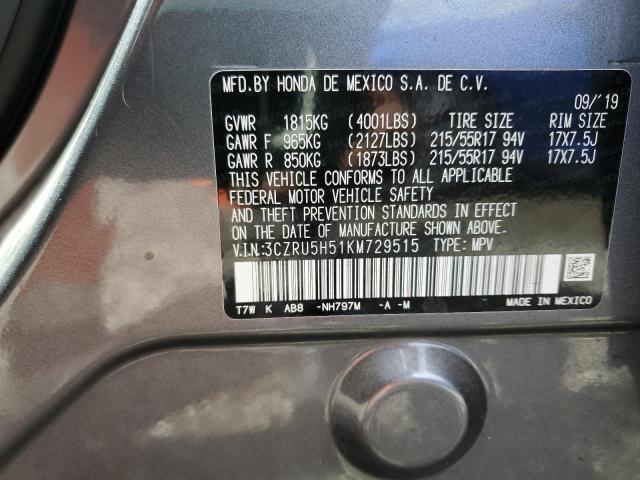 MFD.BY HONDA DE MEXICO S.A. DE C.V.
09/'19
GVWR 1815KG (4001LBS) TIRE SIZE RIM SIZE
GAWR F 965KG (2127LBS) 215/55R17 94V 17X7.5J
GAWR R 850KG (1873LBS) 215/55R17 94V 17X7.5J
THIS VEHICLE CONFORMS TO ALL APPLICABLE
FEDERAL MOTOR VEHICLE SAFETY
AND THEFT PREVENTION STANDARDS IN EFFECT
ON THE DATE OF MANUFACTURE SHOWN ABOVE.
V.I.N:3CZRU5H51KM729515 TYPE: MPV
T7W K AB8 -NH797M -A -M MADE IN MEXICO